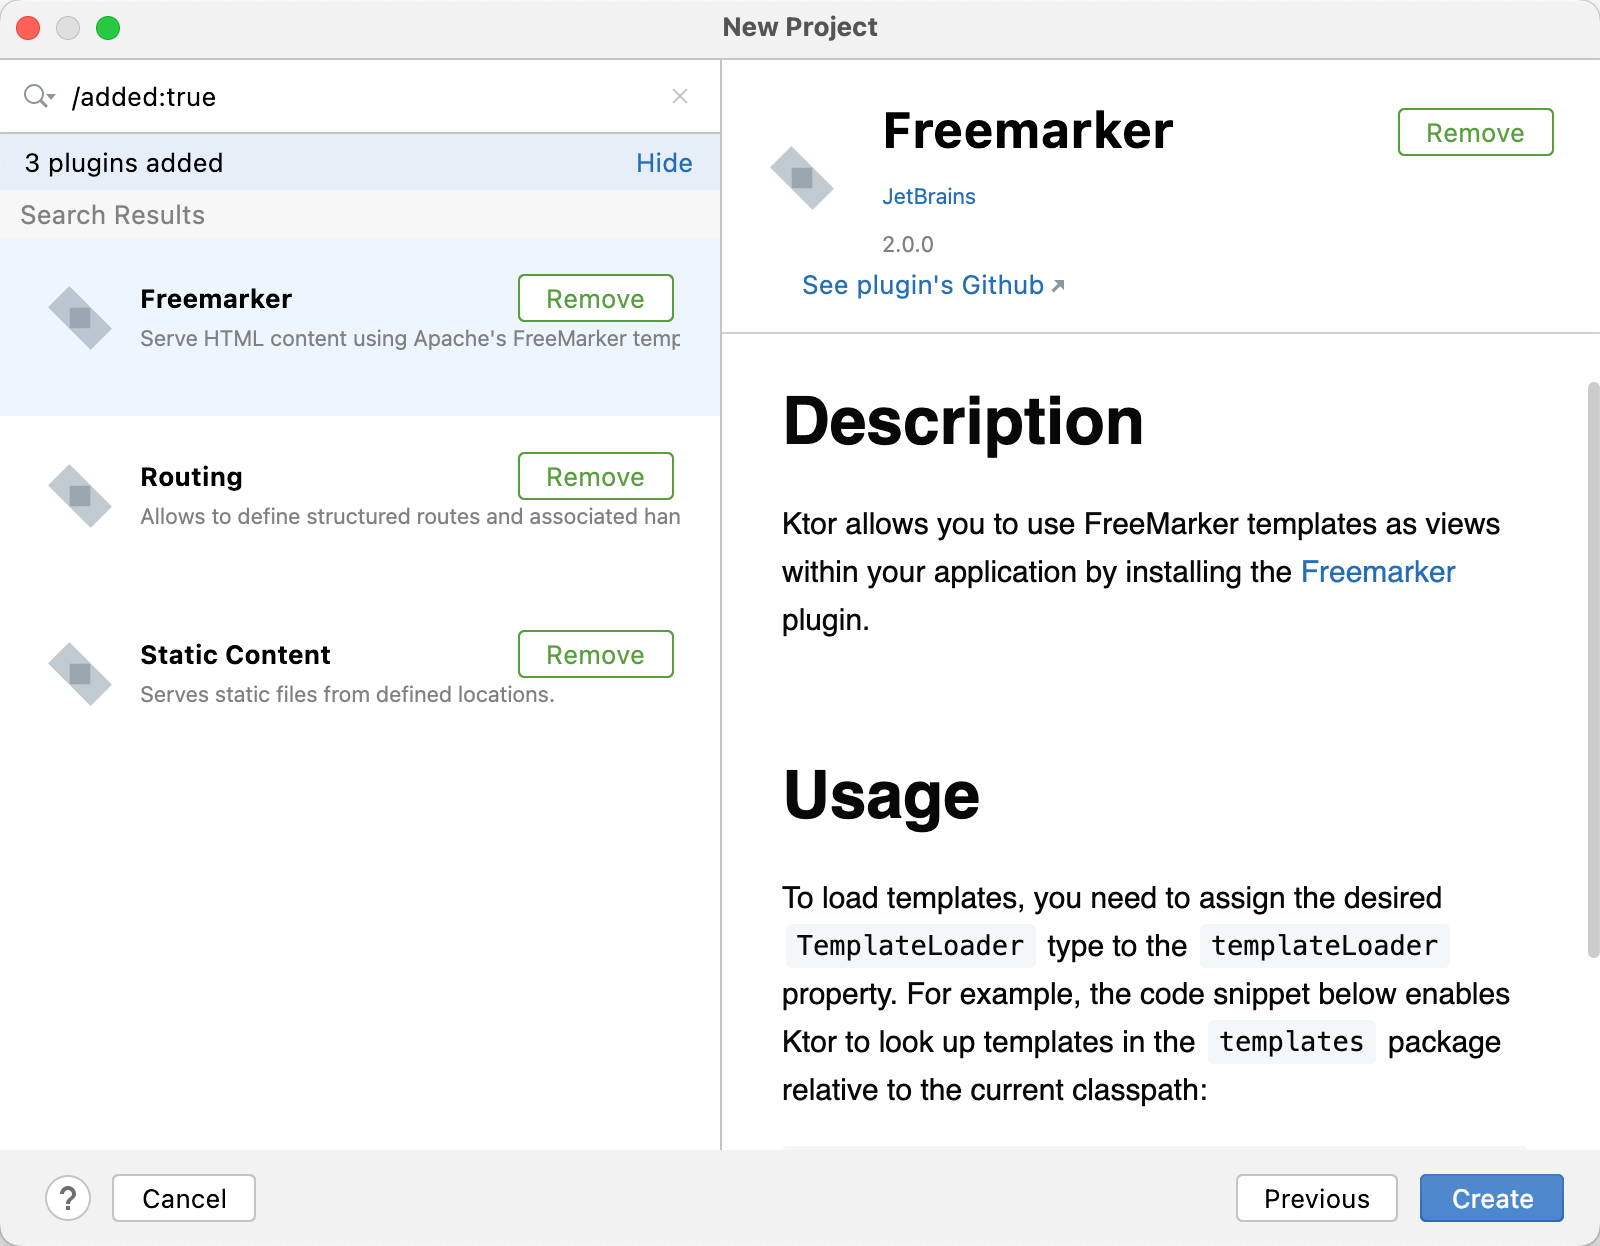 New Project
/added:true
3 plugins added Hide
Search Results
Freemarker Remove
Serve HTML content using Apache's FreeMarker temp
Routing Remove
Allows to define structured routes and associated han
Static Content Remove
Serves static files from defined locations.
Freemarker Remove
JetBrains
2.0.0
See plugin's Github
Description
Ktor allows you to use FreeMarker templates as views
within your application by installing the Freemarker
plugin.
Usage
To load templates, you need to assign the desired
TemplateLoader type to the templateLoader
property. For example, the code snippet below enables
Ktor to look up templates in the templates package
relative to the current classpath:
? Cancel Previous Create